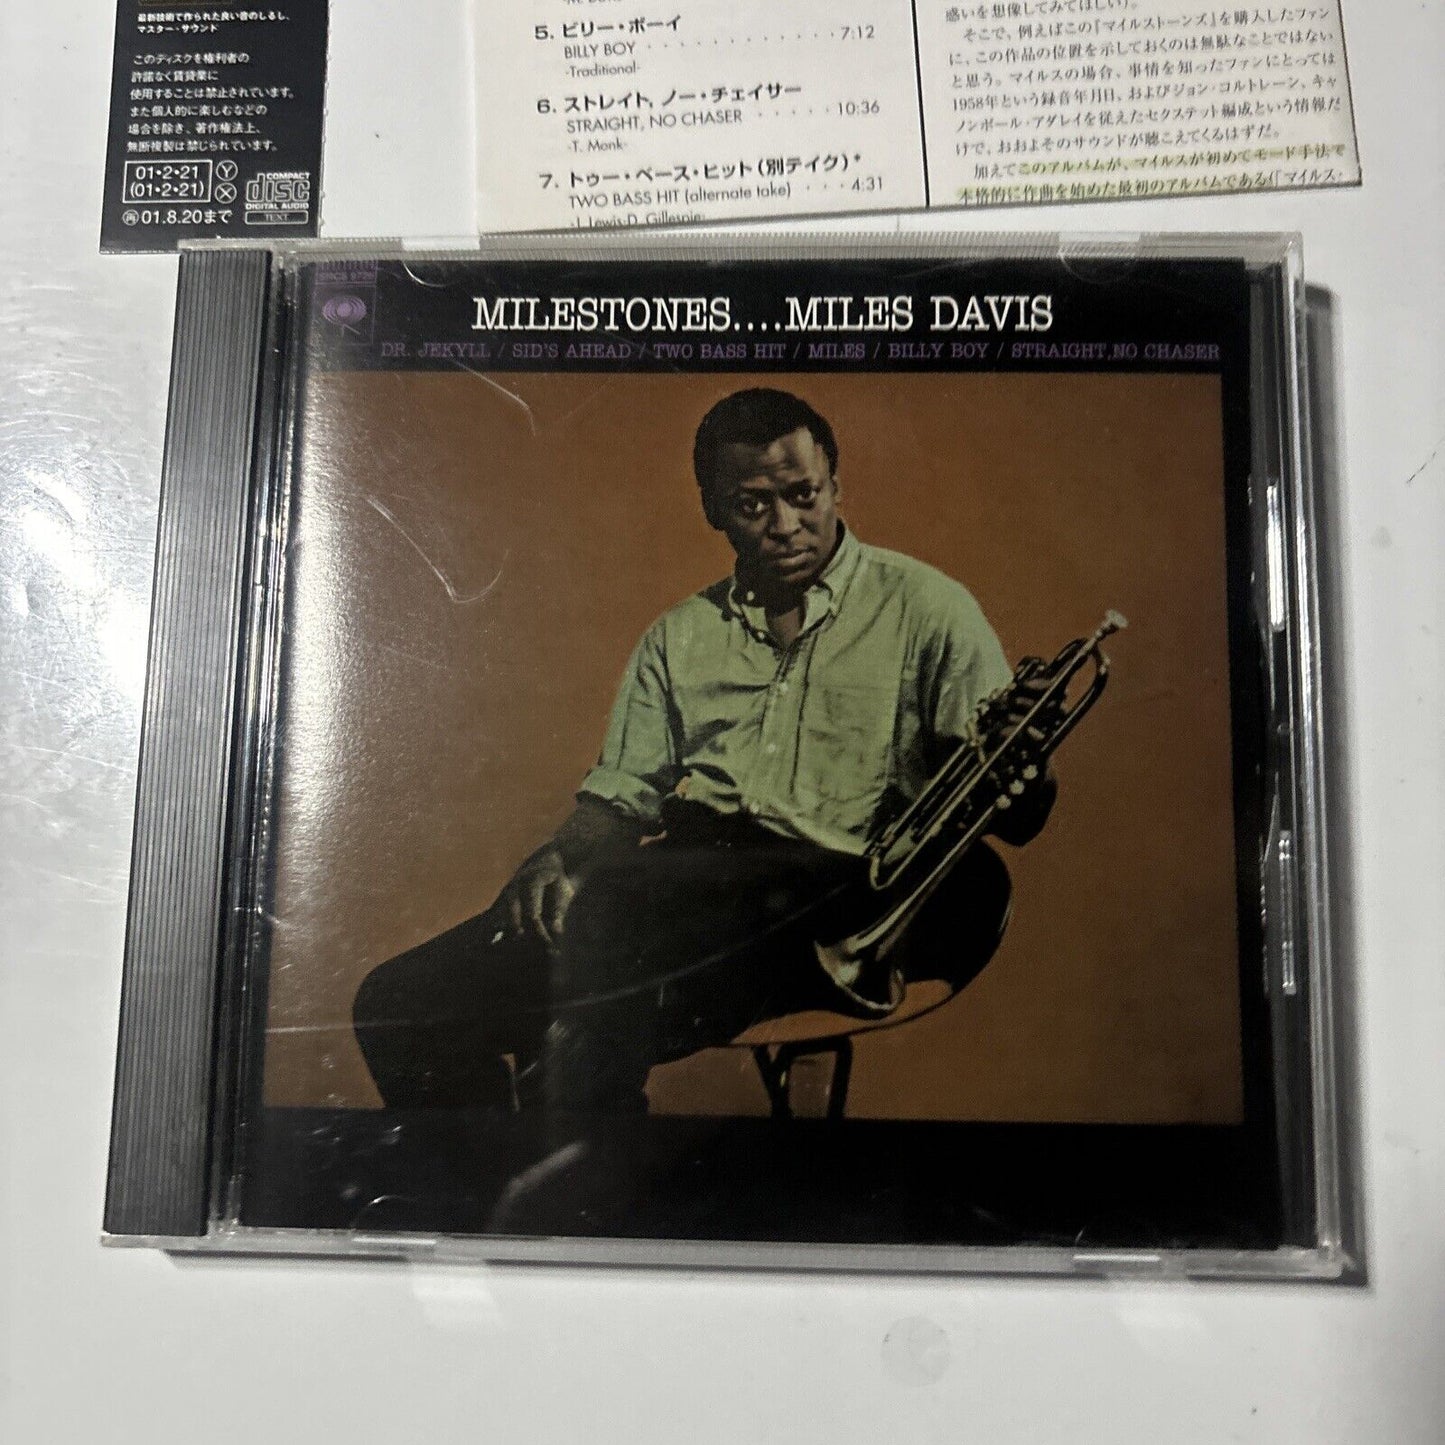 最新技術で作られた良い音のしるし、
マスター・サウンド
このディスクを権利者の
許諾なく賃貸業に
使用することは禁止されています。
また個人的に楽しむなどの
場合を除き、著作権法上、
無断複製は禁じられています。
01・2・21 Y
(01・2・21) X
再01.8.20まで
COMPACT
disc
DIGITAL AUDIO
TEXT
5. ビリー・ボーイ
BILLY BOY · · · · · · · · · · · · 7:12
-Traditional-
6. ストレイト、ノー・チェイサー
STRAIGHT, NO CHASER · · · · · 10:36
-T. Monk-
7. トゥー・ベース・ヒット(別テイク)*
TWO BASS HIT (alternate take) · · · 4:31
-J. Lewis-D. Gillespie-
惑いを想像してみてほしい)。
そこで、例えばこの『マイルストーンズ』を購入したファン
に、この作品の位置を示しておくのは無駄なことではない
と思う。マイルスの場合、事情を知ったファンにとっては
1958年という録音年月日、およびジョン・コルトレーン、キャ
ノンボール・アダレイを従えたセクステット編成という情報だ
けで、おおよそのサウンドが聴こえてくるはずだ。
加えてこのアルバムが、マイルスが初めてモード手法で
本格的に作曲を始めた最初のアルバムである(「マイルス・
MILESTONES....MILES DAVIS
DR. JEKYLL / SID'S AHEAD / TWO BASS HIT / MILES / BILLY BOY / STRAIGHT, NO CHASER